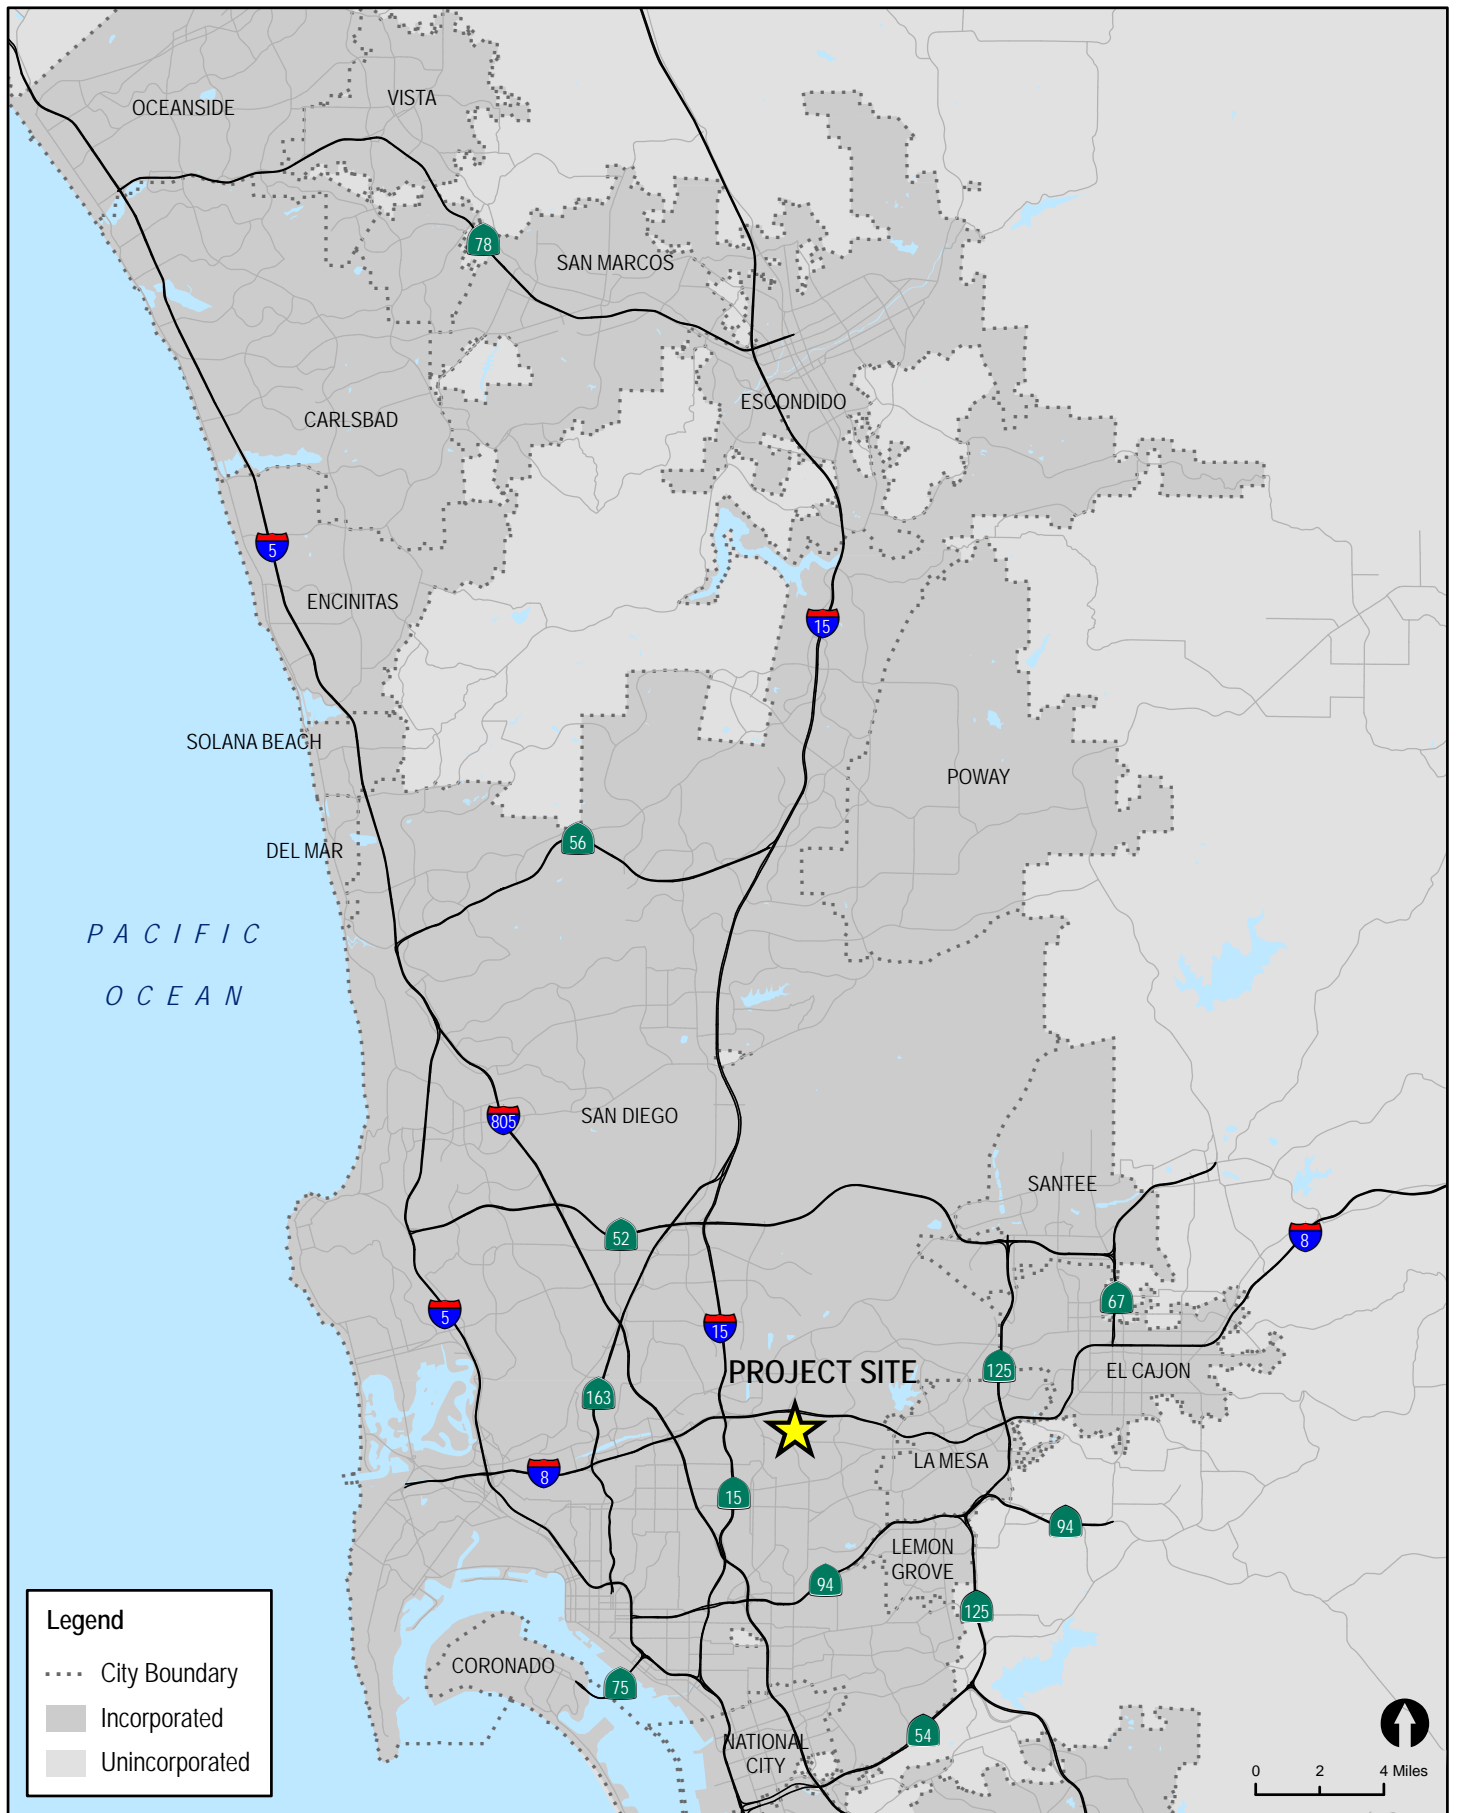 OCEANSIDE
VISTA
78
SAN MARCOS
ESCONDIDO
CARLSBAD
5
ENCINITAS
15
SOLANA BEACH
POWAY
56
DEL MAR
PACIFIC
OCEAN
805
SAN DIEGO
SANTEE
52
8
67
5
15
PROJECT SITE
125
EL CAJON
163
LA MESA
8
15
94
LEMON
GROVE
94
125
CORONADO
75
54
NATIONAL
CITY
Legend
City Boundary
Incorporated
Unincorporated
0 2 4 Miles